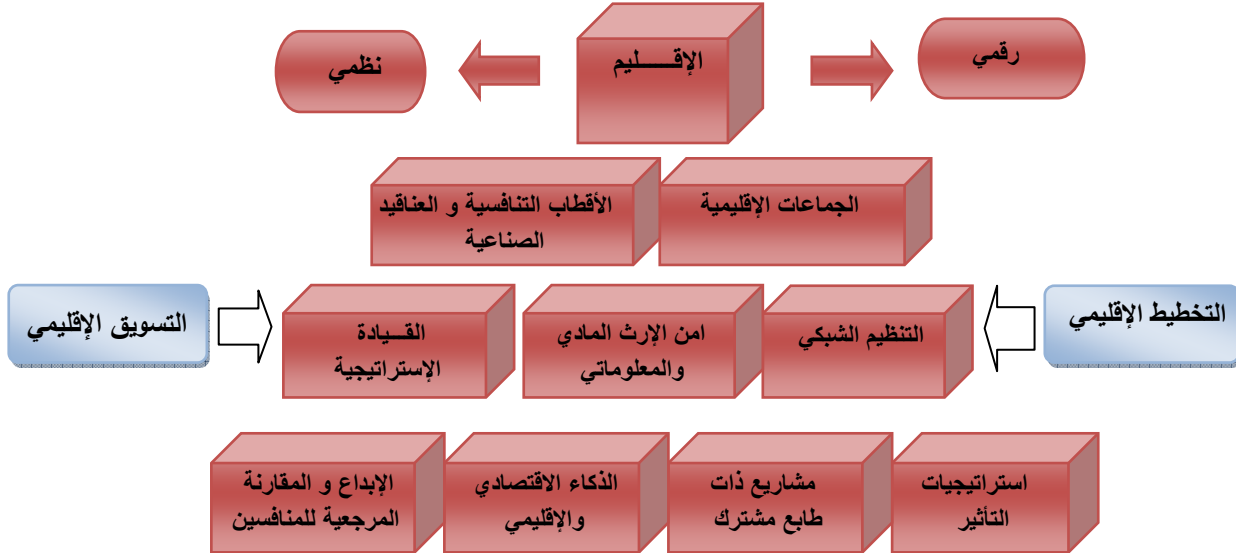 رقمي
الإقـــــليم
نظمي
الجماعات الإقليمية
الأقطاب التنافسية و العناقيد
الصناعية
التخطيط الإقليمي
التنظيم الشبكي
امن الإرث المادي
والمعلوماتي
القـــيادة
الإستراتيجية
التسويق الإقليمي
استراتيجيات
التأثير
مشاريع ذات
طابع مشترك
الذكاء الاقتصادي
والإقليمي
الإبداع و المقارنة
المرجعية للمنافسين